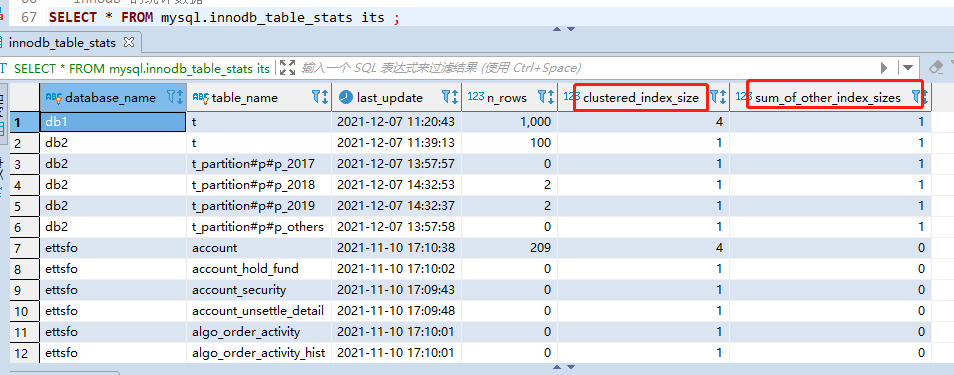 67 SELECT * FROM mysql.innodb_table_stats its ;
innodb_table_stats
SELECT * FROM mysql.innodb_table_stats its 输入一个 SQL 表达式来过滤结果 (使用 Ctrl+Space)
ABC database_name ABC table_name last_update 123 n_rows 123 clustered_index_size 123 sum_of_other_index_sizes
1 db1 t 2021-12-07 11:20:43 1,000 4 1
2 db2 t 2021-12-07 11:39:13 100 1 1
3 db2 t_partition#p#p_2017 2021-12-07 13:57:57 0 1 1
4 db2 t_partition#p#p_2018 2021-12-07 14:32:53 2 1 1
5 db2 t_partition#p#p_2019 2021-12-07 14:32:37 2 1 1
6 db2 t_partition#p#p_others 2021-12-07 13:57:58 0 1 1
7 ettsfo account 2021-11-10 17:10:38 209 4 0
8 ettsfo account_hold_fund 2021-11-10 17:10:02 0 1 0
9 ettsfo account_security 2021-11-10 17:09:43 0 1 0
10 ettsfo account_unsettle_detail 2021-11-10 17:09:48 0 1 0
11 ettsfo algo_order_activity 2021-11-10 17:10:01 0 1 0
12 ettsfo algo_order_activity_hist 2021-11-10 17:10:01 0 1 0